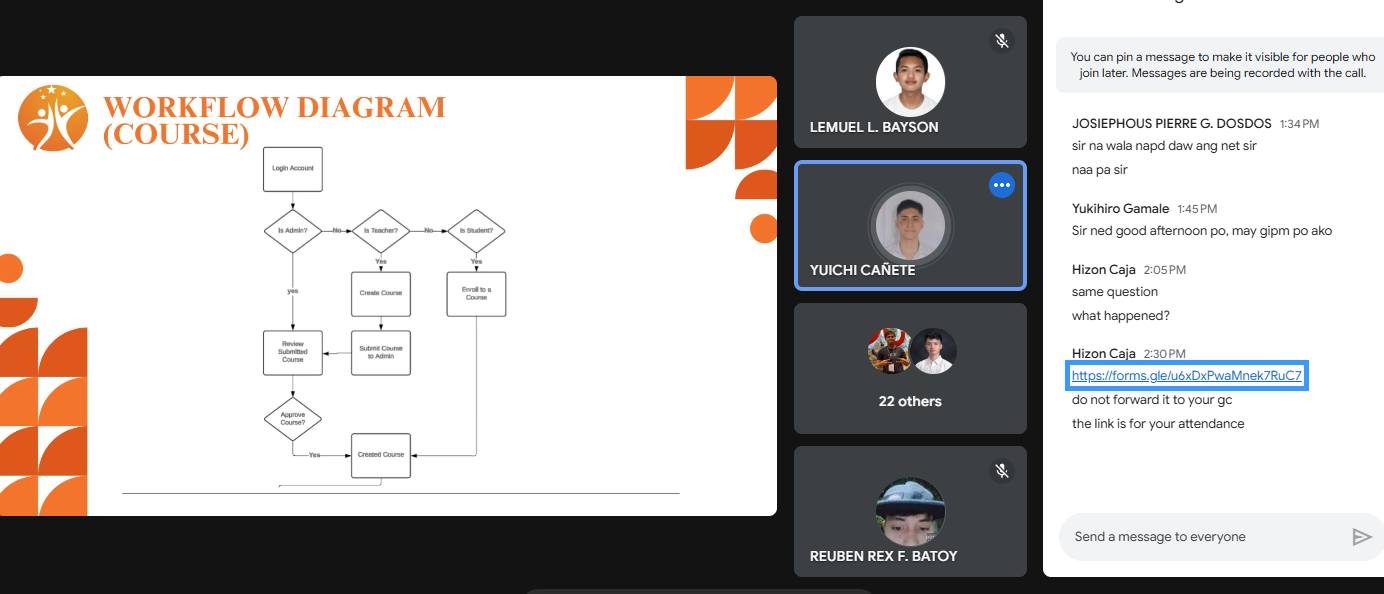 WORKFLOW DIAGRAM
(COURSE)
Login Account
Is Admin?
No
Is Teacher?
No
Is Student?
yes
Yes
Yes
Create Course
Enroll to a
Course
Review
Submitted
Course
Submit Course
to Admin
Approve
Course?
Yes
Created Course
LEMUEL L. BAYSON
YUICHI CAÑETE
22 others
REUBEN REX F. BATOY
You can pin a message to make it visible for people who
join later. Messages are being recorded with the call.
JOSIEPHOUS PIERRE G. DOSDOS 1:34 PM
sir na wala napd daw ang net sir
naa pa sir
Yukihiro Gamale 1:45 PM
Sir ned good afternoon po, may gipm po ako
Hizon Caja 2:05 PM
same question
what happened?
Hizon Caja 2:30 PM
https://forms.gle/u6xDxPwaMnek7RuC7
do not forward it to your gc
the link is for your attendance
Send a message to everyone